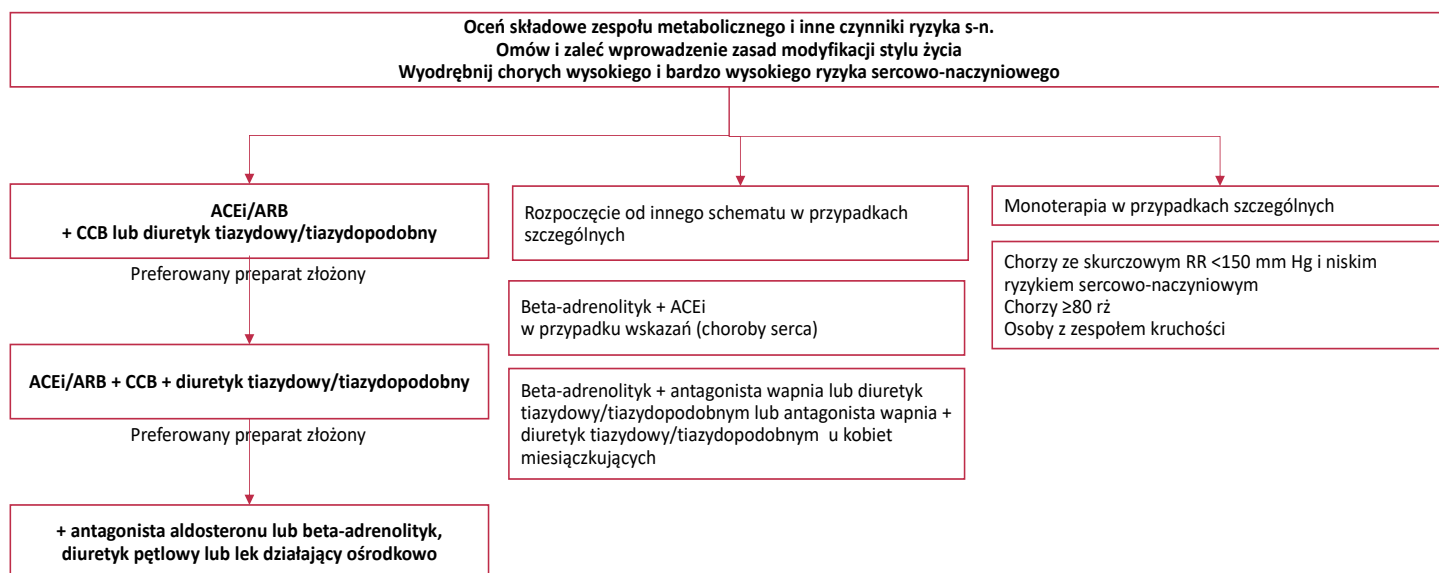 Oceń składowe zespołu metabolicznego i inne czynniki ryzyka s-n.
Omów i zaleć wprowadzenie zasad modyfikacji stylu życia
Wyodrębnij chorych wysokiego i bardzo wysokiego ryzyka sercowo-naczyniowego
ACEi/ARB
+ CCB lub diuretyk tiazydowy/tiazydopodobny
Preferowany preparat złożony
ACEi/ARB + CCB + diuretyk tiazydowy/tiazydopodobny
Preferowany preparat złożony
+ antagonista aldosteronu lub beta-adrenolityk,
diuretyk pętlowy lub lek działający ośrodkowo
Rozpoczęcie od innego schematu w przypadkach
szczególnych
Beta-adrenolityk + ACEi
w przypadku wskazań (choroby serca)
Beta-adrenolityk + antagonista wapnia lub diuretyk
tiazydowy/tiazydopodobnym lub antagonista wapnia +
diuretyk tiazydowy/tiazydopodobnym u kobiet
miesiączkujących
Monoterapia w przypadkach szczególnych
Chorzy ze skurczowym RR <150 mm Hg i niskim
ryzykiem sercowo-naczyniowym
Chorzy ≥80 rż
Osoby z zespołem kruchości